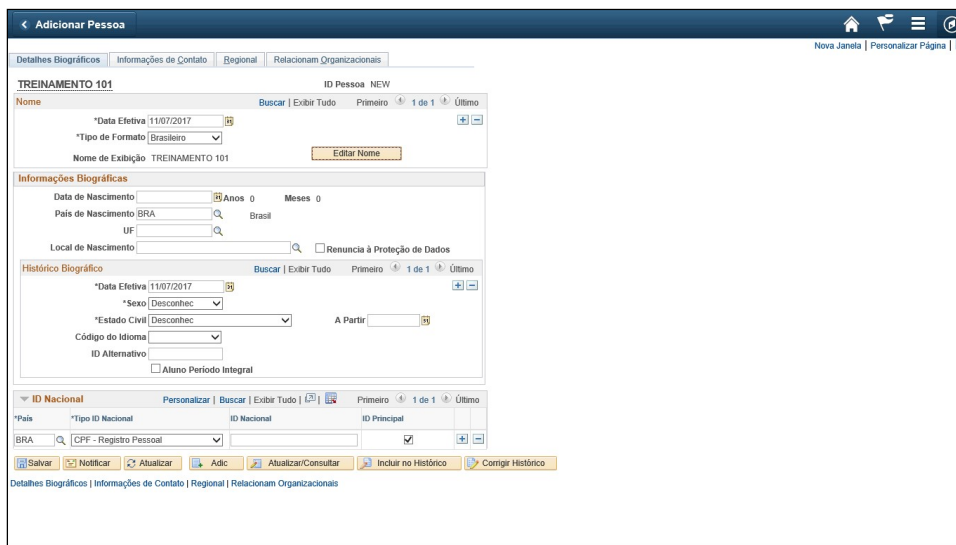 Adicionar Pessoa
Nova Janela | Personalizar Página |
Detalhes Biográficos Informações de Contato Regional Relacionam Organizacionais
TREINAMENTO 101 ID Pessoa NEW
Nome Buscar | Exibir Tudo Primeiro 1 de 1 Último
*Data Efetiva 11/07/2017
*Tipo de Formato Brasileiro
Nome de Exibição TREINAMENTO 101 Editar Nome
Informações Biográficas
Data de Nascimento Anos 0 Meses 0
País de Nascimento BRA Brasil
UF
Local de Nascimento Renuncia à Proteção de Dados
Histórico Biográfico Buscar | Exibir Tudo Primeiro 1 de 1 Último
*Data Efetiva 11/07/2017
*Sexo Desconhec
*Estado Civil Desconhec A Partir
Código do Idioma
ID Alternativo
Aluno Período Integral
ID Nacional Personalizar | Buscar | Exibir Tudo | | Primeiro 1 de 1 Último
*País *Tipo ID Nacional ID Nacional ID Principal
BRA CPF - Registro Pessoal
Salvar Notificar Atualizar Adic Atualizar/Consultar Incluir no Histórico Corrigir Histórico
Detalhes Biográficos | Informações de Contato | Regional | Relacionam Organizacionais